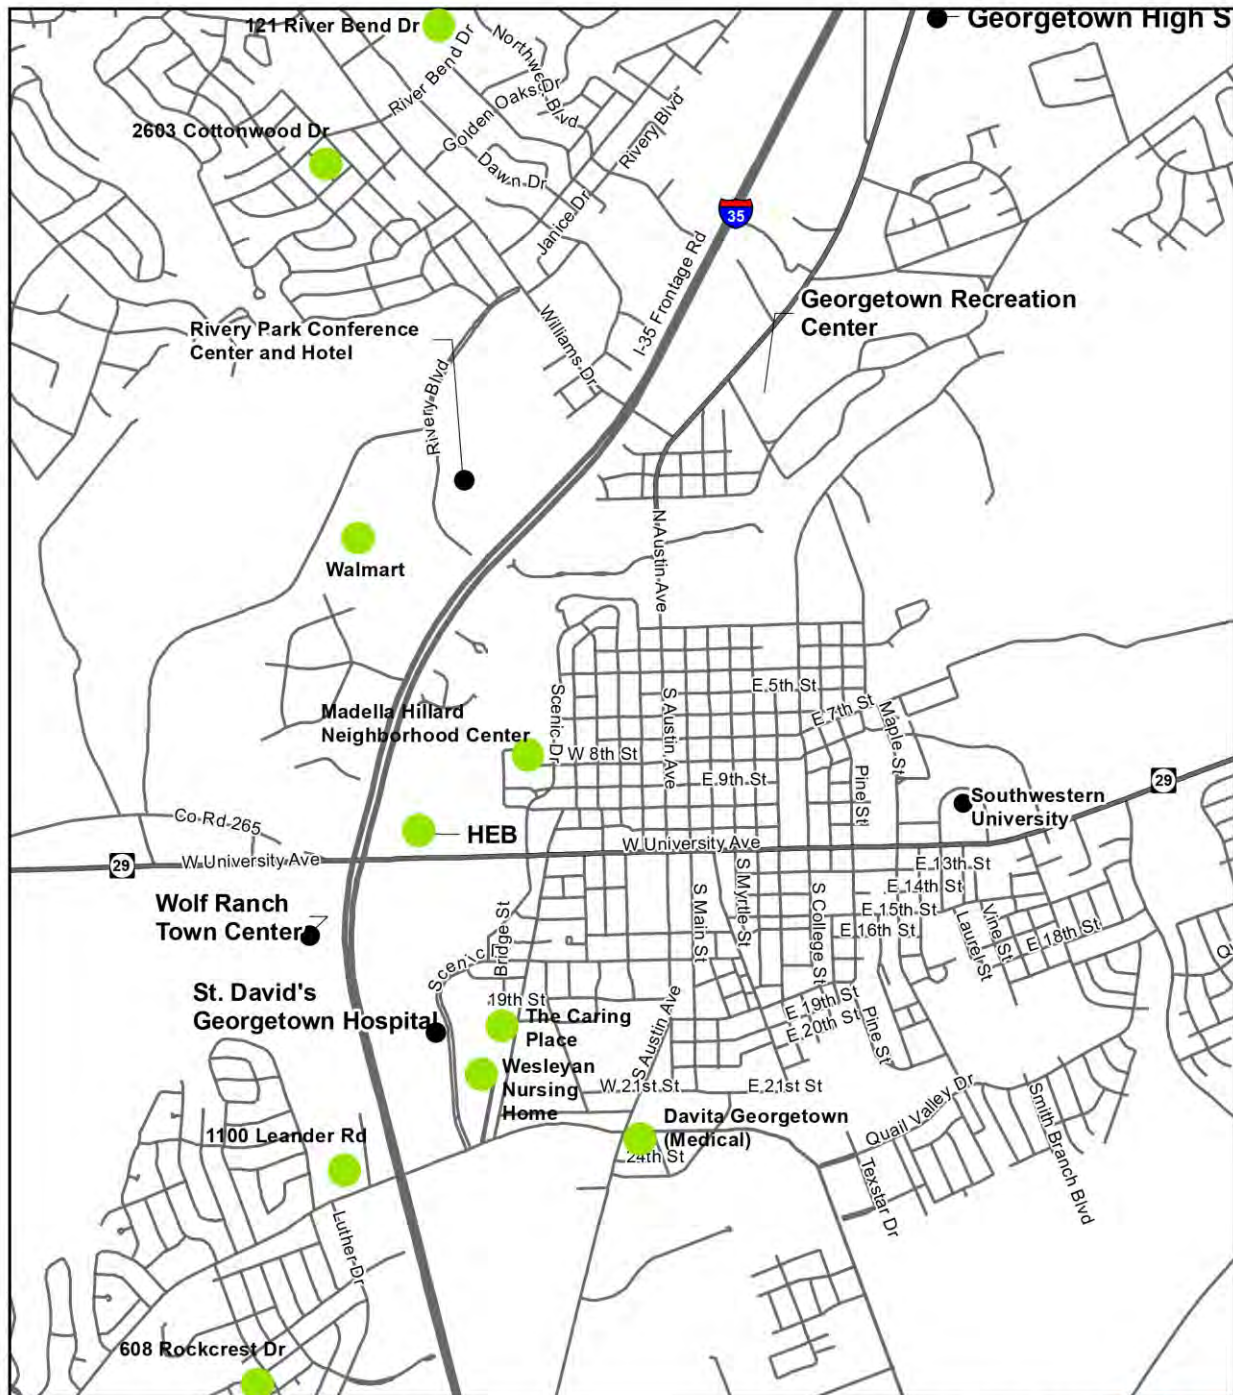 121 River Bend Dr
Georgetown High S
Northwest Blvd
River Bend Dr
Golden Oaks Dr
2603 Cottonwood Dr
Rivery Blvd
Dawn Dr
Janice Dr
35
I-35 Frontage Rd
Georgetown Recreation
Center
Rivery Park Conference
Center and Hotel
Williams Dr
Rivery Blvd
Walmart
N Austin Ave
Scenic Dr
S Austin Ave
E 5th St
E 7th St
Maple St
Madella Hillard
Neighborhood Center
W 8th St
E 9th St
Pine St
29
Southwestern
University
Co Rd 265
HEB
W University Ave
29
W University Ave
E 13th St
E 14th St
E 15th St
E 16th St
S Main St
S Myrtle St
S College St
Laurel St
Vine St
E 18th St
Wolf Ranch
Town Center
Bridge St
St. David's
Georgetown Hospital
19th St
The Caring
Place
S Austin Ave
E 19th St
E 20th St
Pine St
Wesleyan
Nursing
Home
W 21st St
E 21st St
Quail Valley Dr
Smith Branch Blvd
1100 Leander Rd
Davita Georgetown
(Medical)
24th St
Texstar Dr
Luther Dr
608 Rockcrest Dr